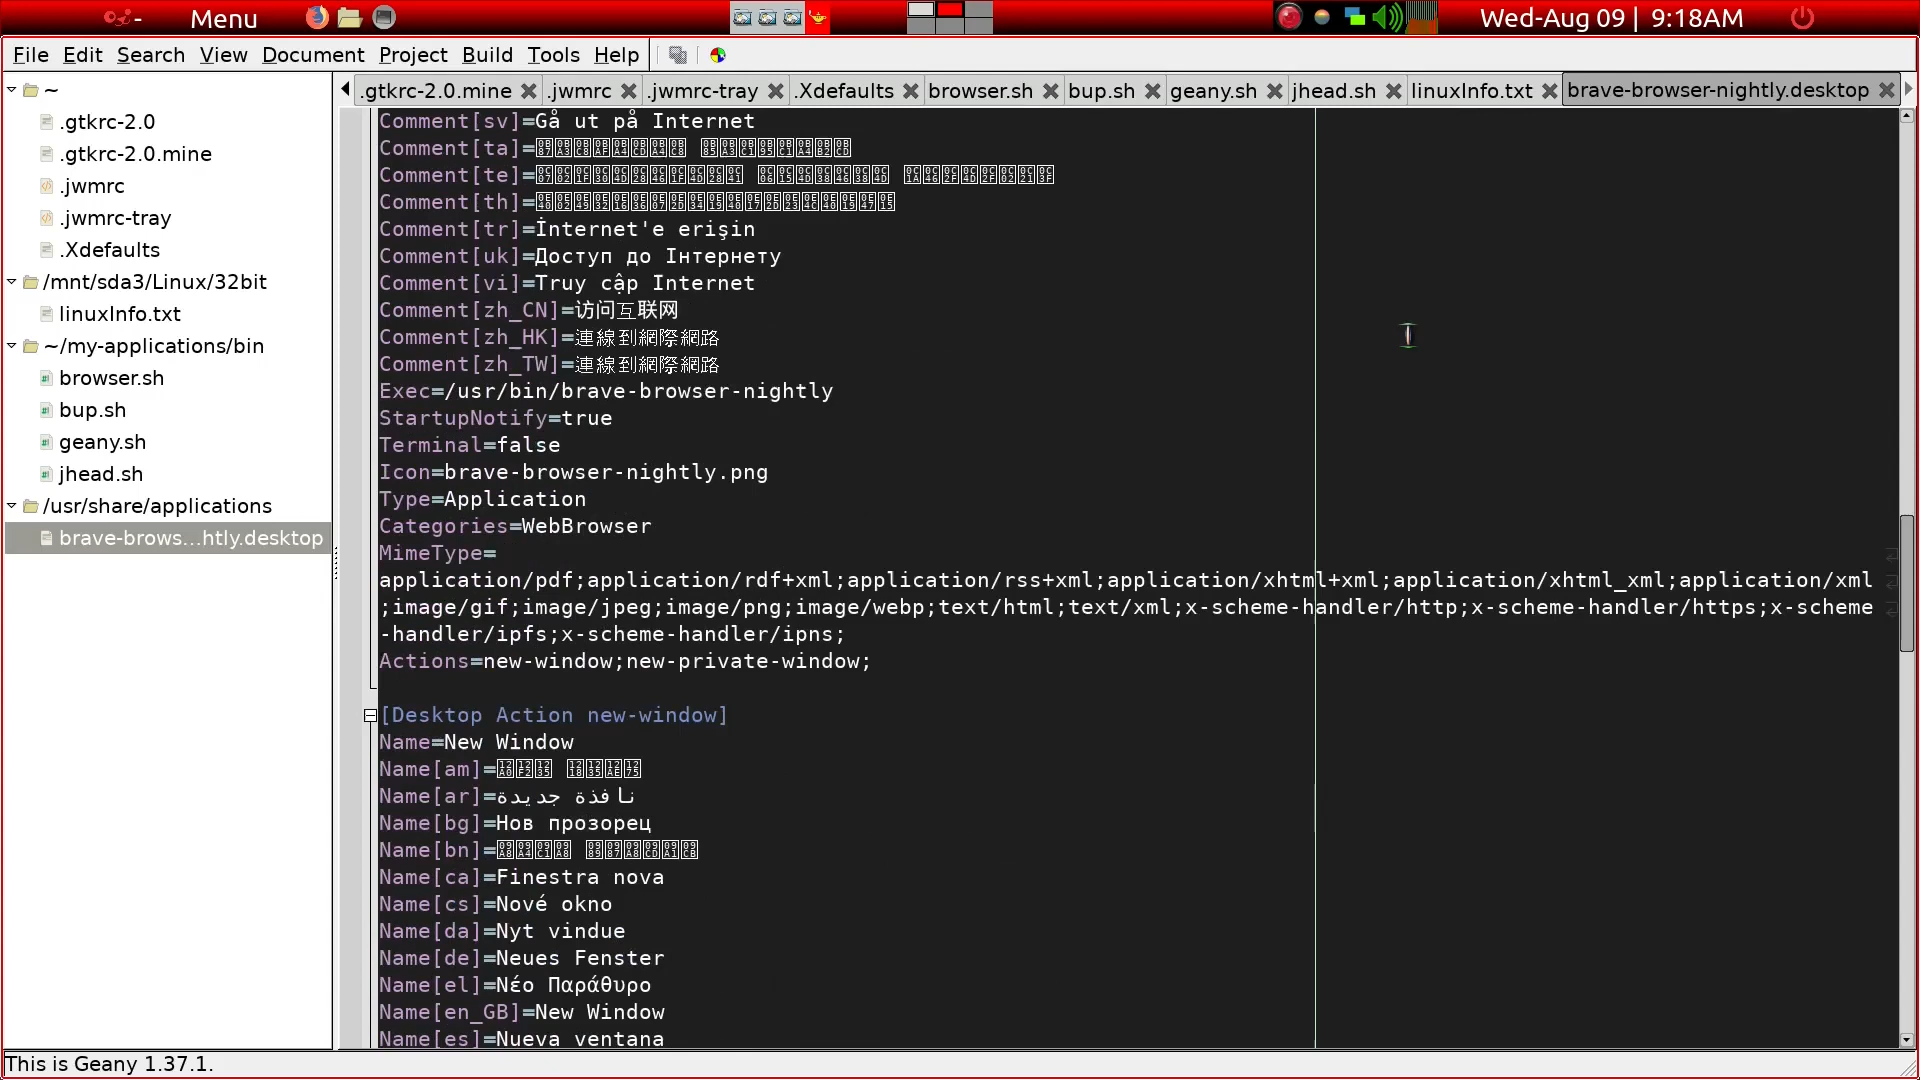 Menu
Wed-Aug 09 | 9:18AM
File Edit Search View Document Project Build Tools Help
.gtkrc-2.0.mine .jwmrc .jwmrc-tray .Xdefaults browser.sh bup.sh geany.sh jhead.sh linuxInfo.txt brave-browser-nightly.desktop
~
.gtkrc-2.0
.gtkrc-2.0.mine
.jwmrc
.jwmrc-tray
.Xdefaults
/mnt/sda3/Linux/32bit
linuxInfo.txt
~/my-applications/bin
browser.sh
bup.sh
geany.sh
jhead.sh
/usr/share/applications
brave-brows...htly.desktop
Comment[sv]=Gå ut på Internet
Comment[ta]=
Comment[te]=
Comment[th]=
Comment[tr]=İnternet'e erişin
Comment[uk]=Доступ до Інтернету
Comment[vi]=Truy cập Internet
Comment[zh_CN]=访问互联网
Comment[zh_HK]=連線到網際網路
Comment[zh_TW]=連線到網際網路
Exec=/usr/bin/brave-browser-nightly
StartupNotify=true
Terminal=false
Icon=brave-browser-nightly.png
Type=Application
Categories=WebBrowser
MimeType=
application/pdf;application/rdf+xml;application/rss+xml;application/xhtml+xml;application/xhtml_xml;application/xml
;image/gif;image/jpeg;image/png;image/webp;text/html;text/xml;x-scheme-handler/http;x-scheme-handler/https;x-scheme
-handler/ipfs;x-scheme-handler/ipns;
Actions=new-window;new-private-window;
[Desktop Action new-window]
Name=New Window
Name[am]=
Name[ar]=نافذة جديدة
Name[bg]=Нов прозорец
Name[bn]=
Name[ca]=Finestra nova
Name[cs]=Nové okno
Name[da]=Nyt vindue
Name[de]=Neues Fenster
Name[el]=Νέο Παράθυρο
Name[en_GB]=New Window
Name[es]=Nueva ventana
This is Geany 1.37.1.